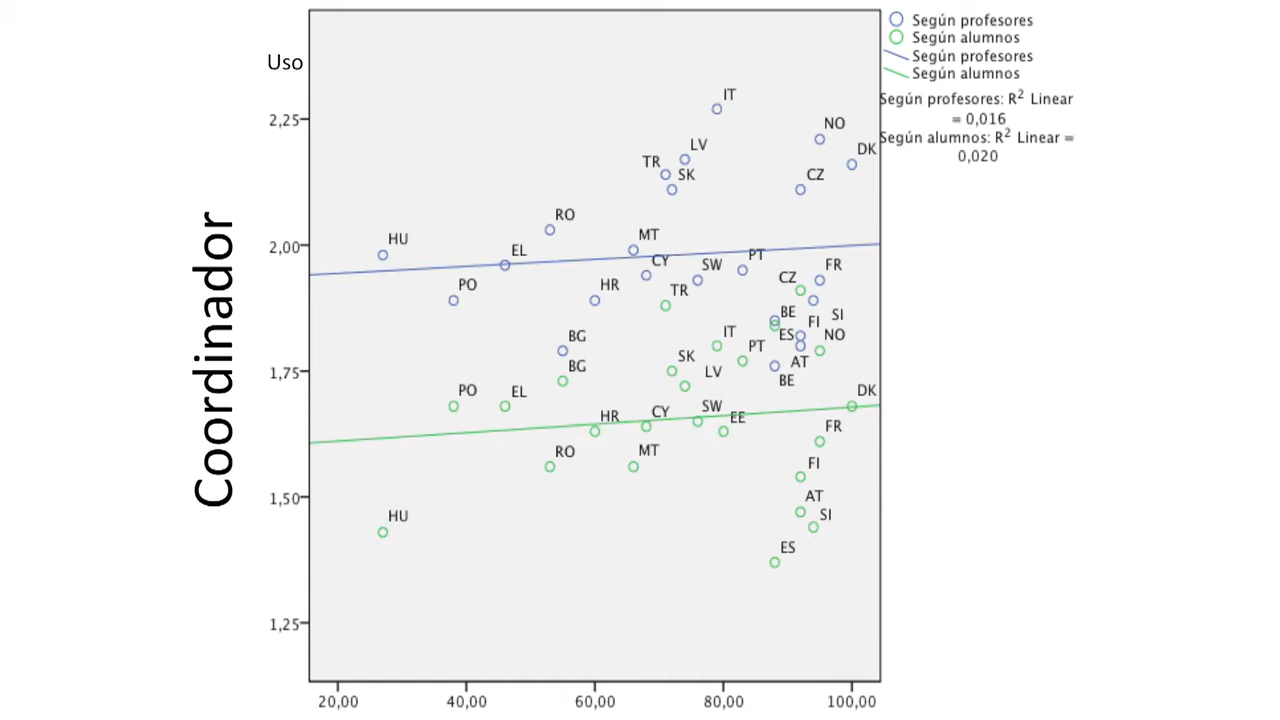 Uso
Coordinador
2,25
2,00
1,75
1,50
1,25
20,00
40,00
60,00
80,00
100,00
IT
NO
LV
DK
TR
SK
CZ
RO
MT
HU
EL
CY
SW
PT
FR
CZ
PO
HR
TR
BE
FI
SI
BG
IT
ES
NO
PT
BG
SK
LV
AT
BE
PO
EL
DK
HR
CY
SW
EE
FR
RO
MT
FI
AT
HU
SI
ES
Según profesores
Según alumnos
Según profesores
Según alumnos
Según profesores: R² Linear
= 0,016
Según alumnos: R² Linear =
0,020